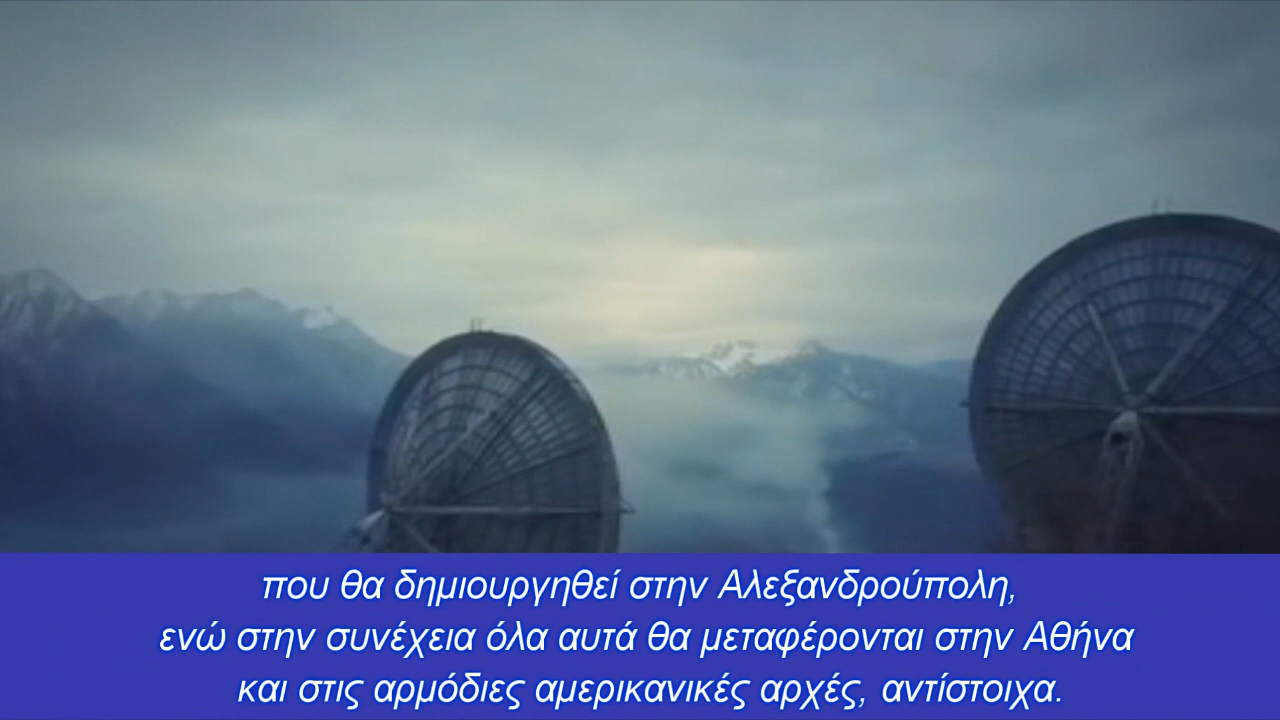 που θα δημιουργηθεί στην Αλεξανδρούπολη,
ενώ στην συνέχεια όλα αυτά θα μεταφέρονται στην Αθήνα
και στις αρμόδιες αμερικανικές αρχές, αντίστοιχα.